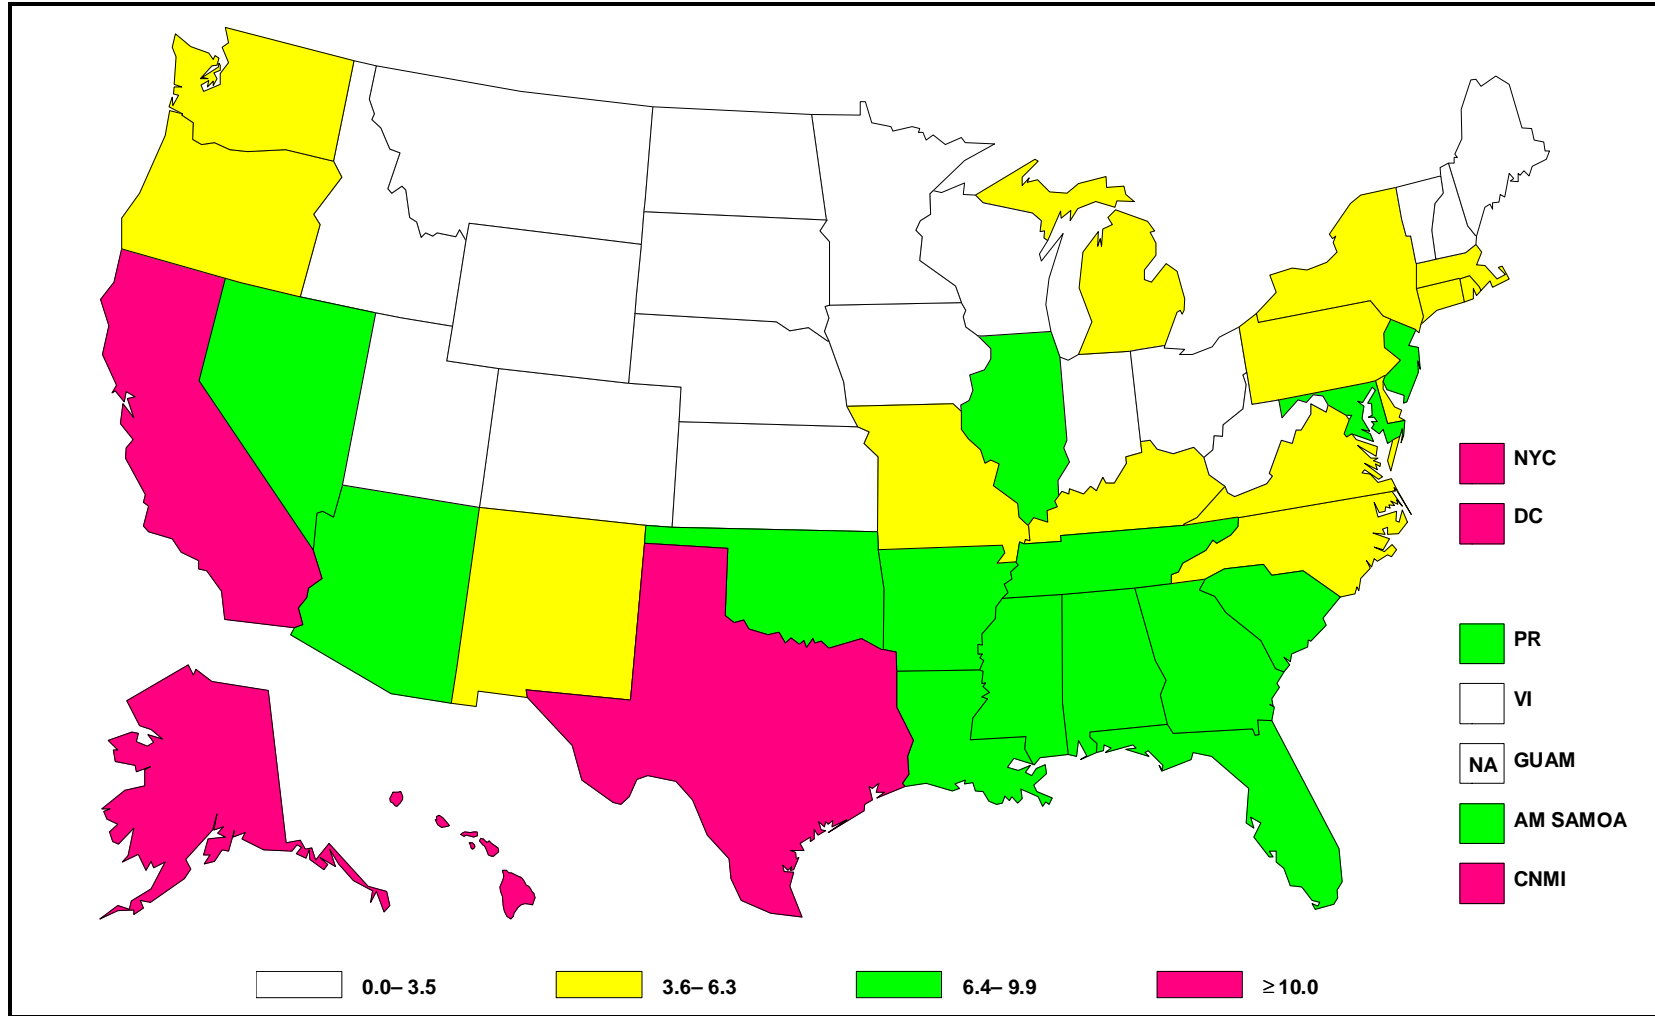 NYC
DC
PR
VI
NA GUAM
AM SAMOA
CNMI
0.0– 3.5 3.6– 6.3 6.4– 9.9 ≥10.0